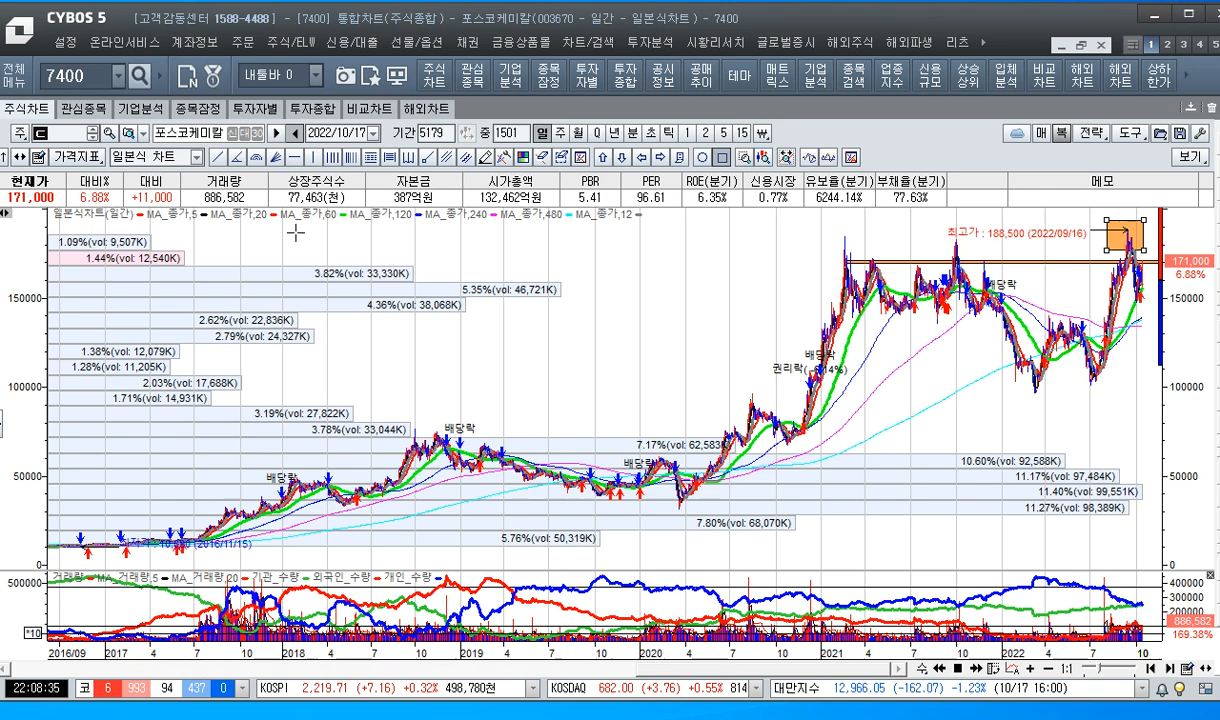 CYBOS 5 [고객감동센터 1588-4488] - [7400] 통합차트(주식종합) - 포스코케미칼(003670 - 일간 - 일본식차트) - 7400
설정 온라인서비스 계좌정보 주문 주식/ELW 신용/대출 선물/옵션 채권 금융상품몰 차트/검색 투자분석 시황리서치 글로벌증시 해외주식 해외파생 리츠 1 2 3 4 5
전체메뉴 7400 내툴바 0 주식차트 관심종목 기업분석 종목잔정 투자자별 투자종합 공시정보 공매추이 테마 매트릭스 기업분석 종목검색 업종지수 신용규모 상승상위 입체분석 비교차트 해외차트 해외차트 상하한가
주식차트 관심종목 기업분석 종목잔정 투자자별 투자종합 비교차트 해외차트
주 포스코케미칼 신 대 30 2022/10/17 기간 5179 중 1501 일 주 월 Q 년 분 초 틱 1 2 5 15 매 복 전략 도구
가격지표 일본식 차트 보기
현재가 대비% 대비 거래량 상장주식수 자본금 시가총액 PBR PER ROE(분기) 신용시장 유보율(분기) 부채율(분기) 메모
171,000 6.88% +11,000 886,582 77,463(천) 387억원 132,462억원 5.41 96.61 6.35% 0.77% 6244.14% 77.63%
일본식차트(일간) MA_종가,5 MA_종가,20 MA_종가,60 MA_종가,120 MA_종가,240 MA_종가,480 MA_종가,12
최고가 : 188,500 (2022/09/16)
1.09%(vol: 9,507K)
1.44%(vol: 12,540K)
171,000
3.82%(vol: 33,330K)
6.88%
5.35%(vol: 46,721K)
배당락
150000
150000
4.36%(vol: 38,068K)
2.62%(vol: 22,836K)
2.79%(vol: 24,327K)
1.38%(vol: 12,079K)
배당락
1.28%(vol: 11,205K)
2.03%(vol: 17,688K)
100000
100000
1.71%(vol: 14,931K)
3.19%(vol: 27,822K)
3.78%(vol: 33,044K)
배당락
7.17%(vol: 62,583K)
10.60%(vol: 92,588K)
배당락
배당락
50000
11.17%(vol: 97,484K)
50000
11.40%(vol: 99,551K)
11.27%(vol: 98,389K)
7.80%(vol: 68,070K)
5.76%(vol: 50,319K)
(2016/11/15)
0
0
거래량 MA_거래량,5 MA_거래량,20 기관_수량 외국인_수량 개인_수량
500000
400000
300000
200000
886,582
*10
169.38%
2016/09 2017 4 7 10 2018 4 7 10 2019 4 7 10 2020 4 7 10 2021 4 7 10 2022 4 7 10
1:1
22:08:35 코 6 993 94 437 0 KOSPI 2,219.71 (+7.16) +0.32% 498,780천 KOSDAQ 682.00 (+3.76) +0.55% 814 대만지수 12,966.05 (-162.07) -1.23% (10/17 16:00)